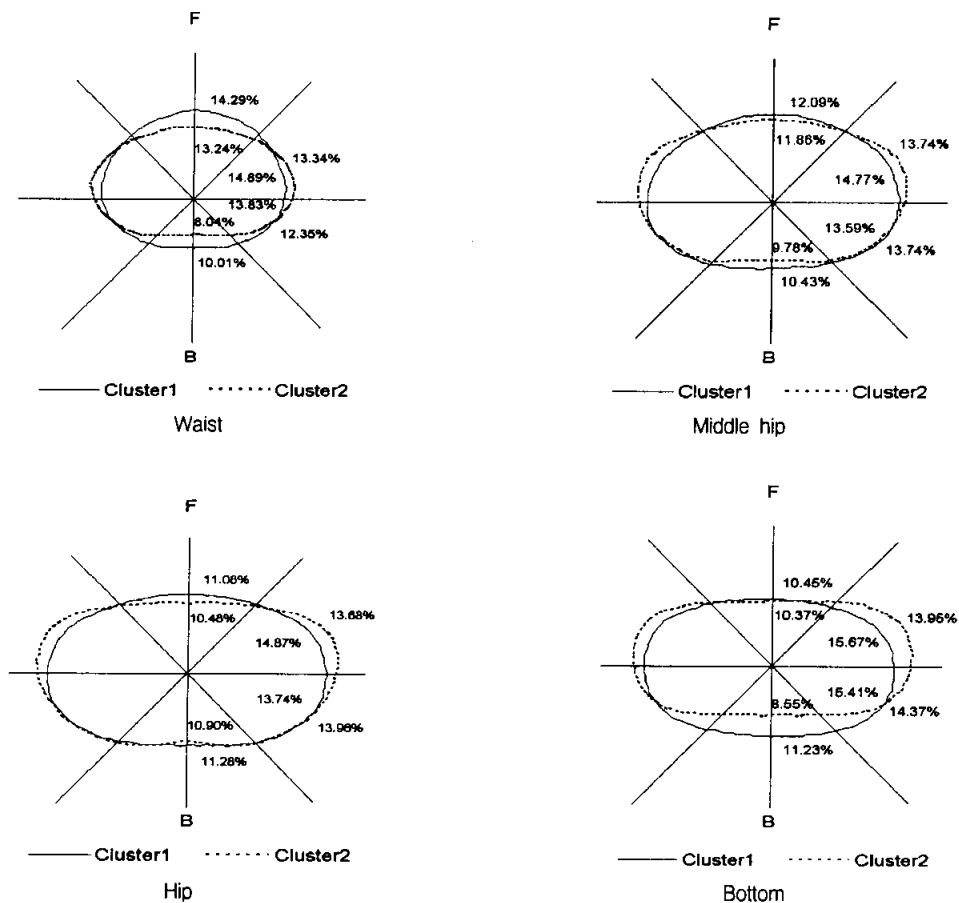 F
14.29%
13.24%
13.34%
14.89%
13.83%
8.04%
12.35%
10.01%
B
Cluster1 Cluster2
Waist
F
12.09%
11.86%
13.74%
14.77%
13.59%
9.78%
13.74%
10.43%
B
Cluster1 Cluster2
Middle hip
F
11.08%
10.48%
13.68%
14.87%
13.74%
10.90%
13.96%
11.28%
B
Cluster1 Cluster2
Hip
F
10.45%
10.37%
13.95%
15.67%
15.41%
8.55%
14.37%
11.23%
B
Cluster1 Cluster2
Bottom